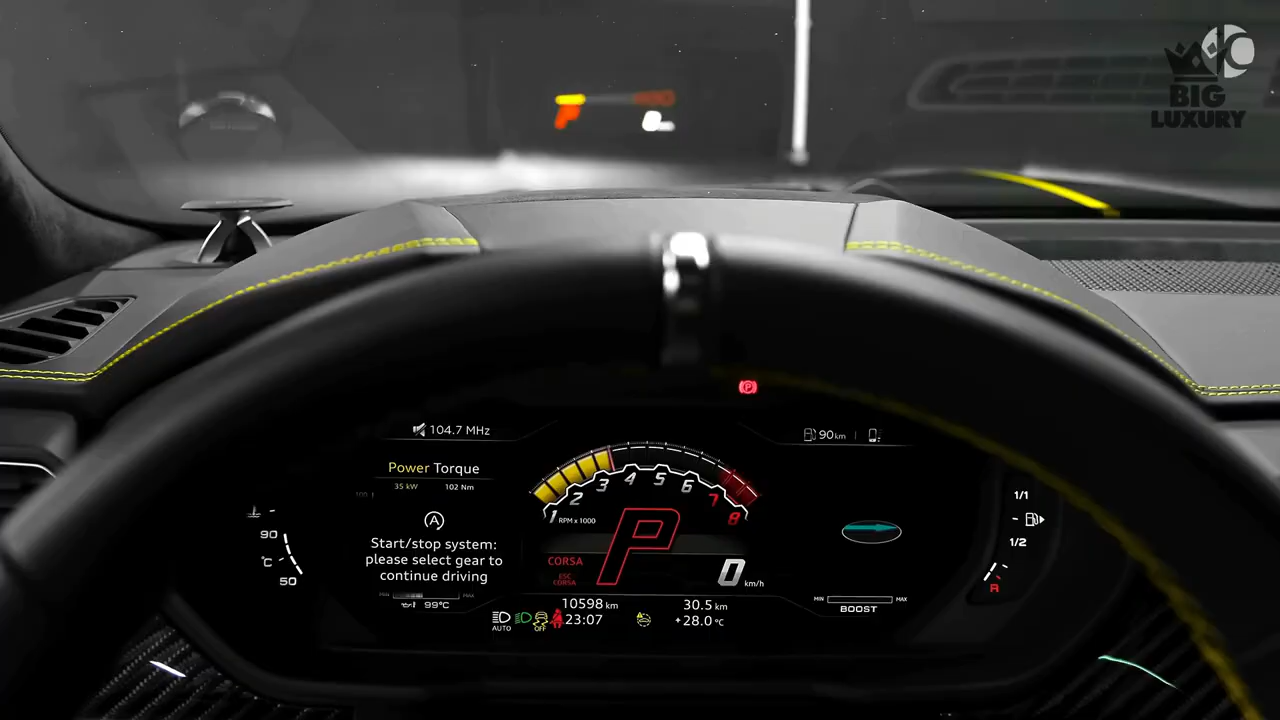 BIG
LUXURY
104.7 MHz
90km
Power Torque
35 kW 102 Nm
100
1 2 3 4 5 6 7 8
RPM x 1000
A
Start/stop system:
please select gear to
continue driving
P
CORSA
ESC
CORSA
0 km/h
90
°C
50
MIN MAX
99°C
1/1
1/2
R
MIN MAX
BOOST
10598 km
30.5 km
AUTO
OFF
23:07
+28.0 °C